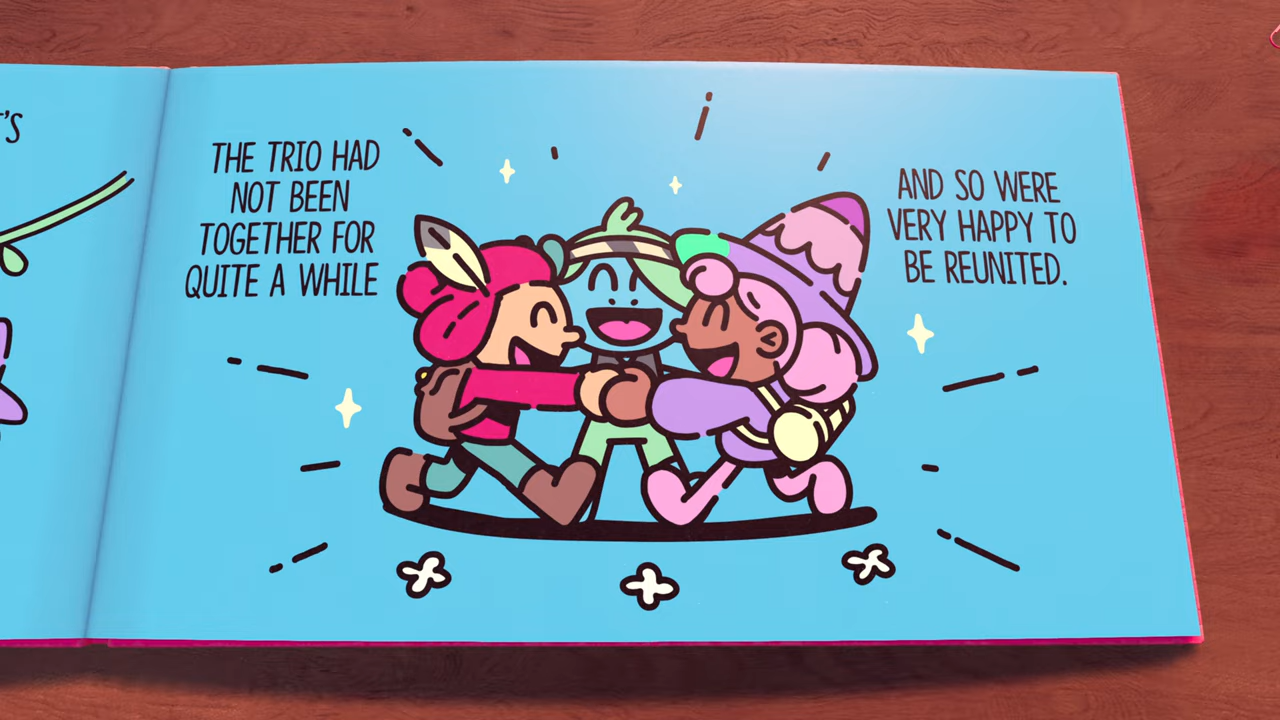 'S
THE TRIO HAD
NOT BEEN
TOGETHER FOR
QUITE A WHILE
AND SO WERE
VERY HAPPY TO
BE REUNITED.